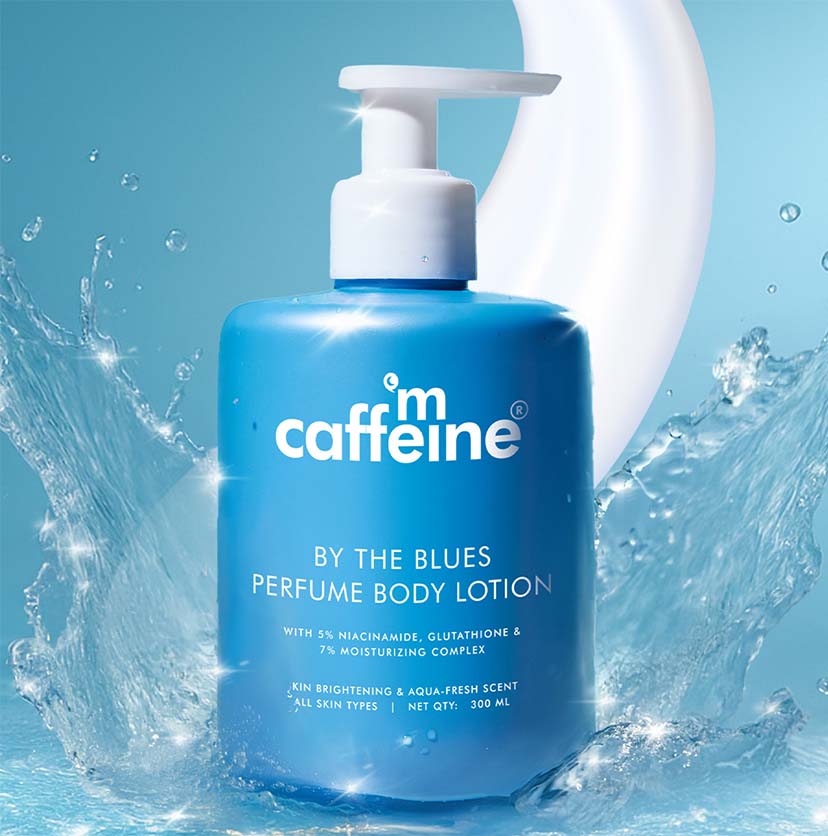 'm
caffeine®
BY THE BLUES
PERFUME BODY LOTION
WITH 5% NIACINAMIDE, GLUTATHIONE &
7% MOISTURIZING COMPLEX
SKIN BRIGHTENING & AQUA-FRESH SCENT
ALL SKIN TYPES | NET QTY: 300 ML